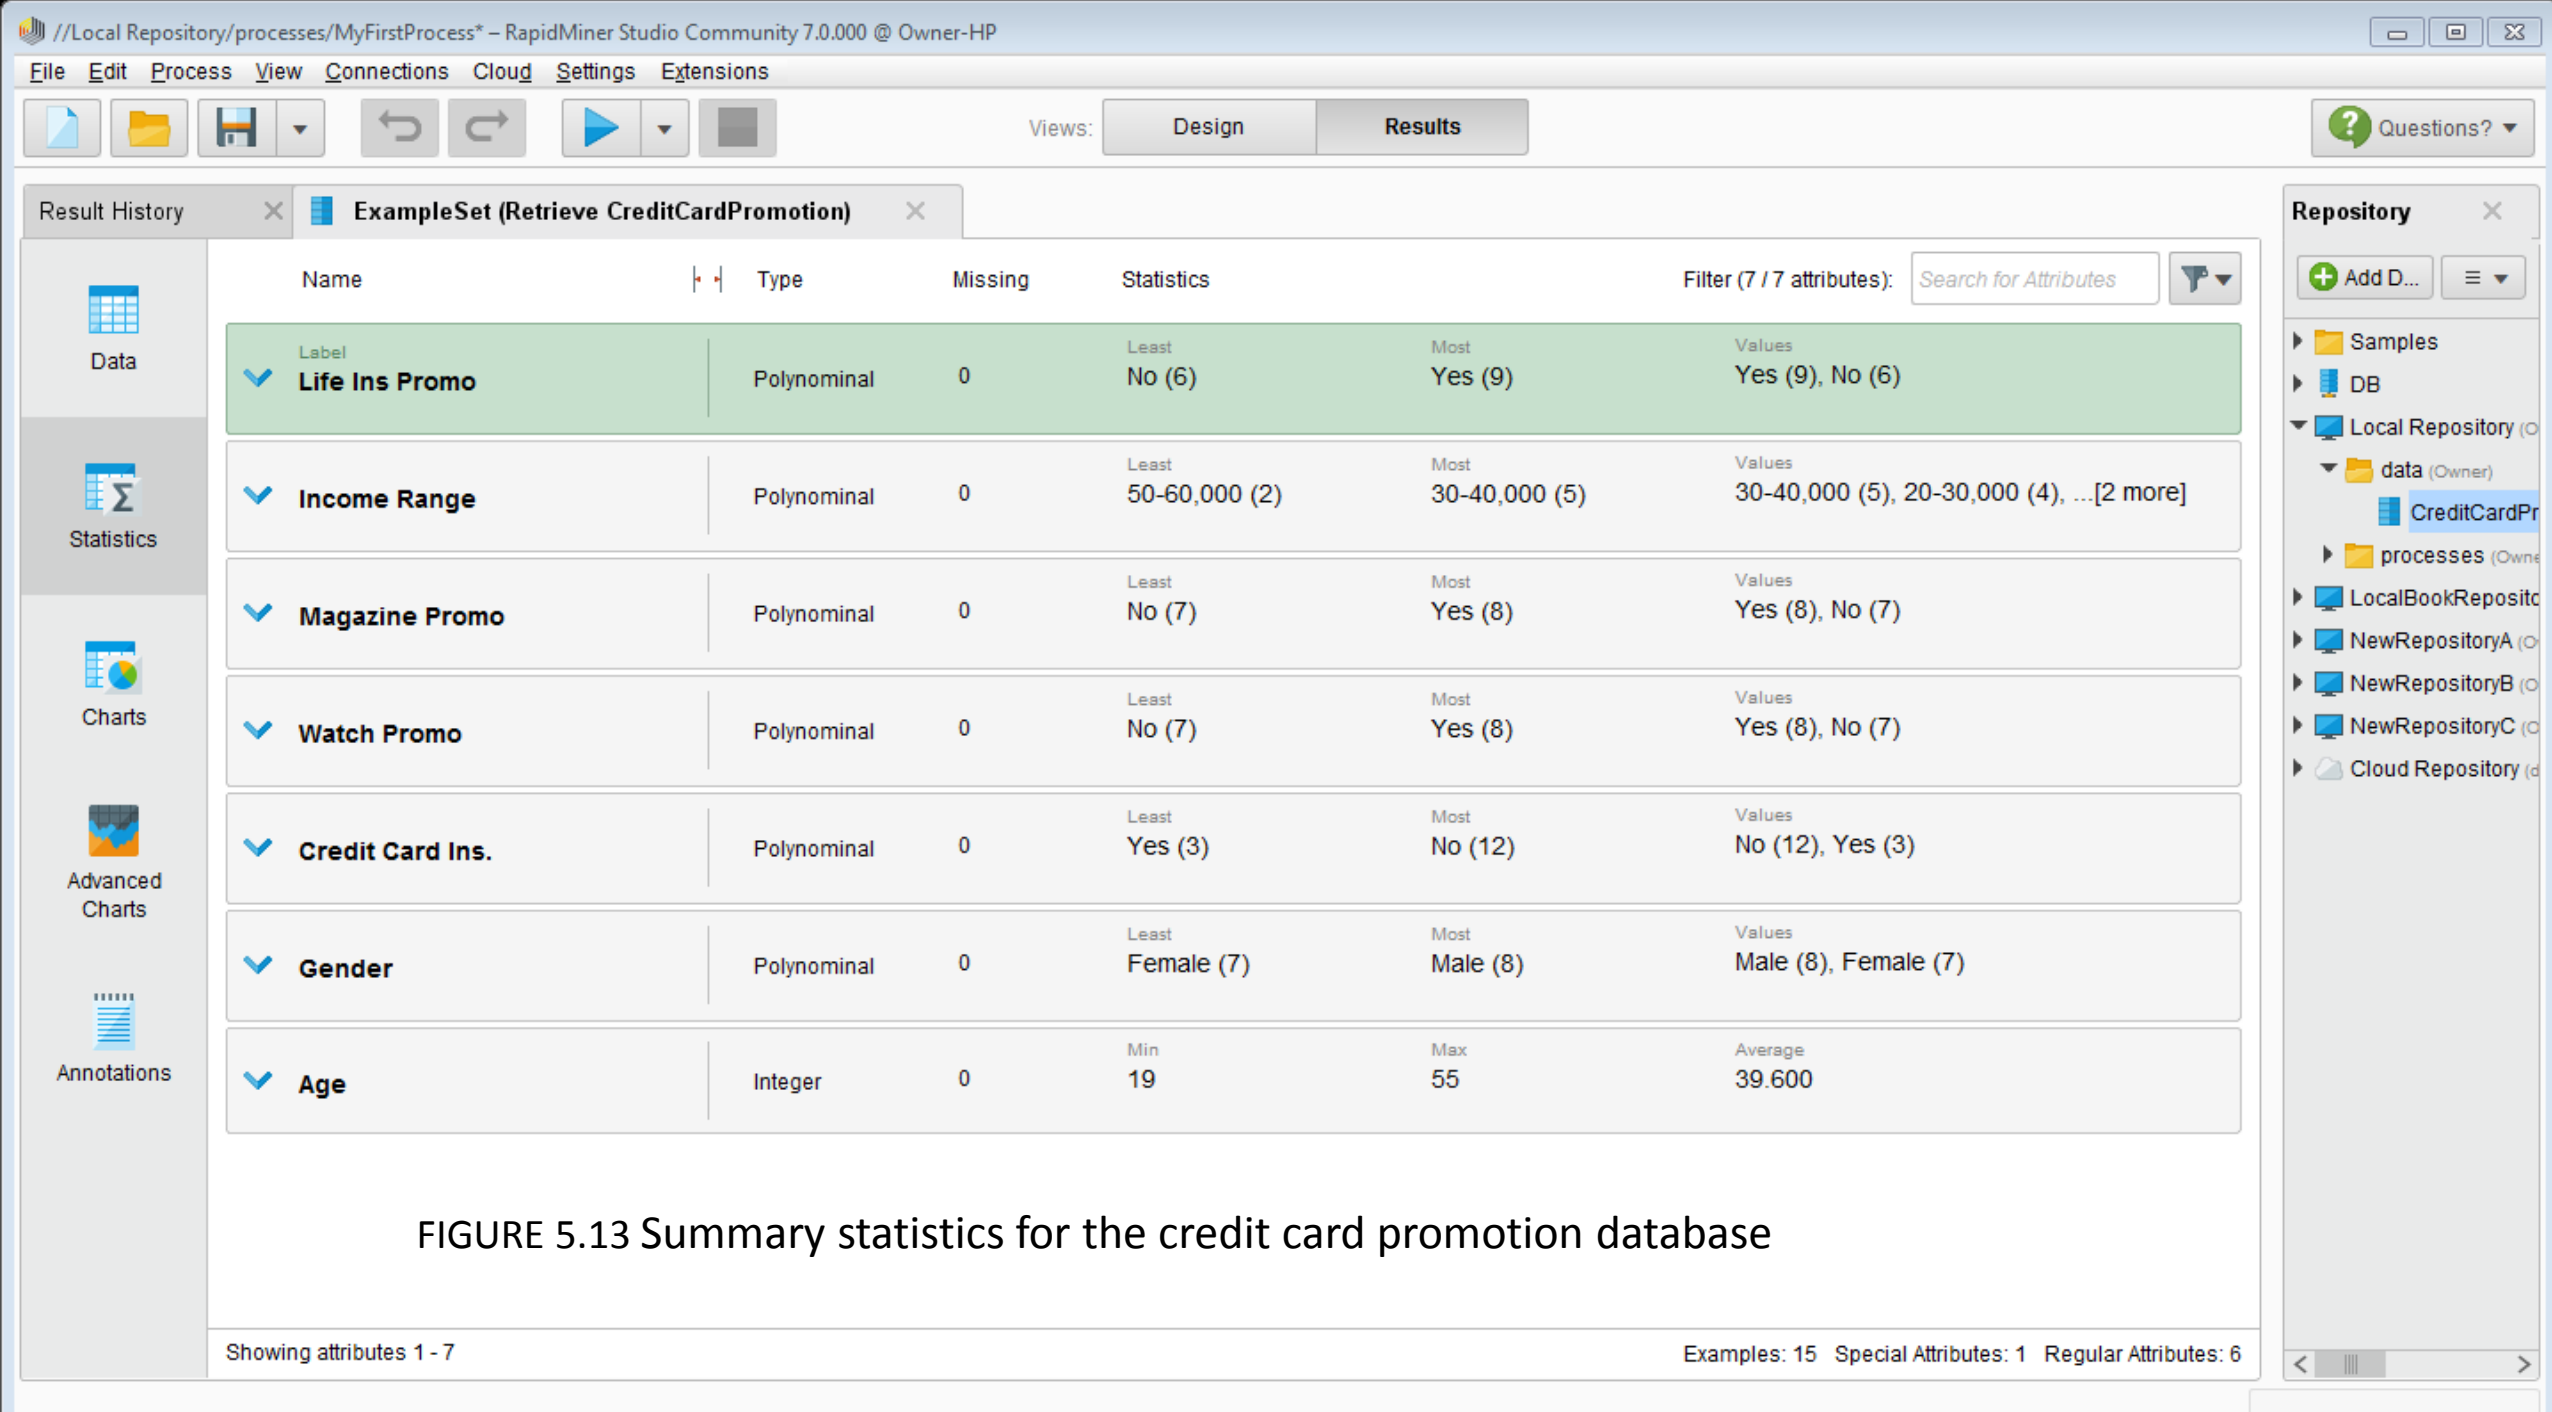 //Local Repository/processes/MyFirstProcess* – RapidMiner Studio Community 7.0.000 @ Owner-HP
File Edit Process View Connections Cloud Settings Extensions
Views: Design Results Questions?
Result History ExampleSet (Retrieve CreditCardPromotion) Repository
Name Type Missing Statistics Filter (7 / 7 attributes): Search for Attributes
Add D...
Data
Statistics
Charts
Advanced
Charts
Annotations
Label Least Most Values
Life Ins Promo Polynominal 0 No (6) Yes (9) Yes (9), No (6)
Least Most Values
Income Range Polynominal 0 50-60,000 (2) 30-40,000 (5) 30-40,000 (5), 20-30,000 (4), ...[2 more]
Least Most Values
Magazine Promo Polynominal 0 No (7) Yes (8) Yes (8), No (7)
Least Most Values
Watch Promo Polynominal 0 No (7) Yes (8) Yes (8), No (7)
Least Most Values
Credit Card Ins. Polynominal 0 Yes (3) No (12) No (12), Yes (3)
Least Most Values
Gender Polynominal 0 Female (7) Male (8) Male (8), Female (7)
Min Max Average
Age Integer 0 19 55 39.600
Samples
DB
Local Repository (O
data (Owner)
CreditCardPr
processes (Owne
LocalBookReposito
NewRepositoryA (O
NewRepositoryB (O
NewRepositoryC (O
Cloud Repository (d
FIGURE 5.13 Summary statistics for the credit card promotion database
Showing attributes 1 - 7 Examples: 15 Special Attributes: 1 Regular Attributes: 6